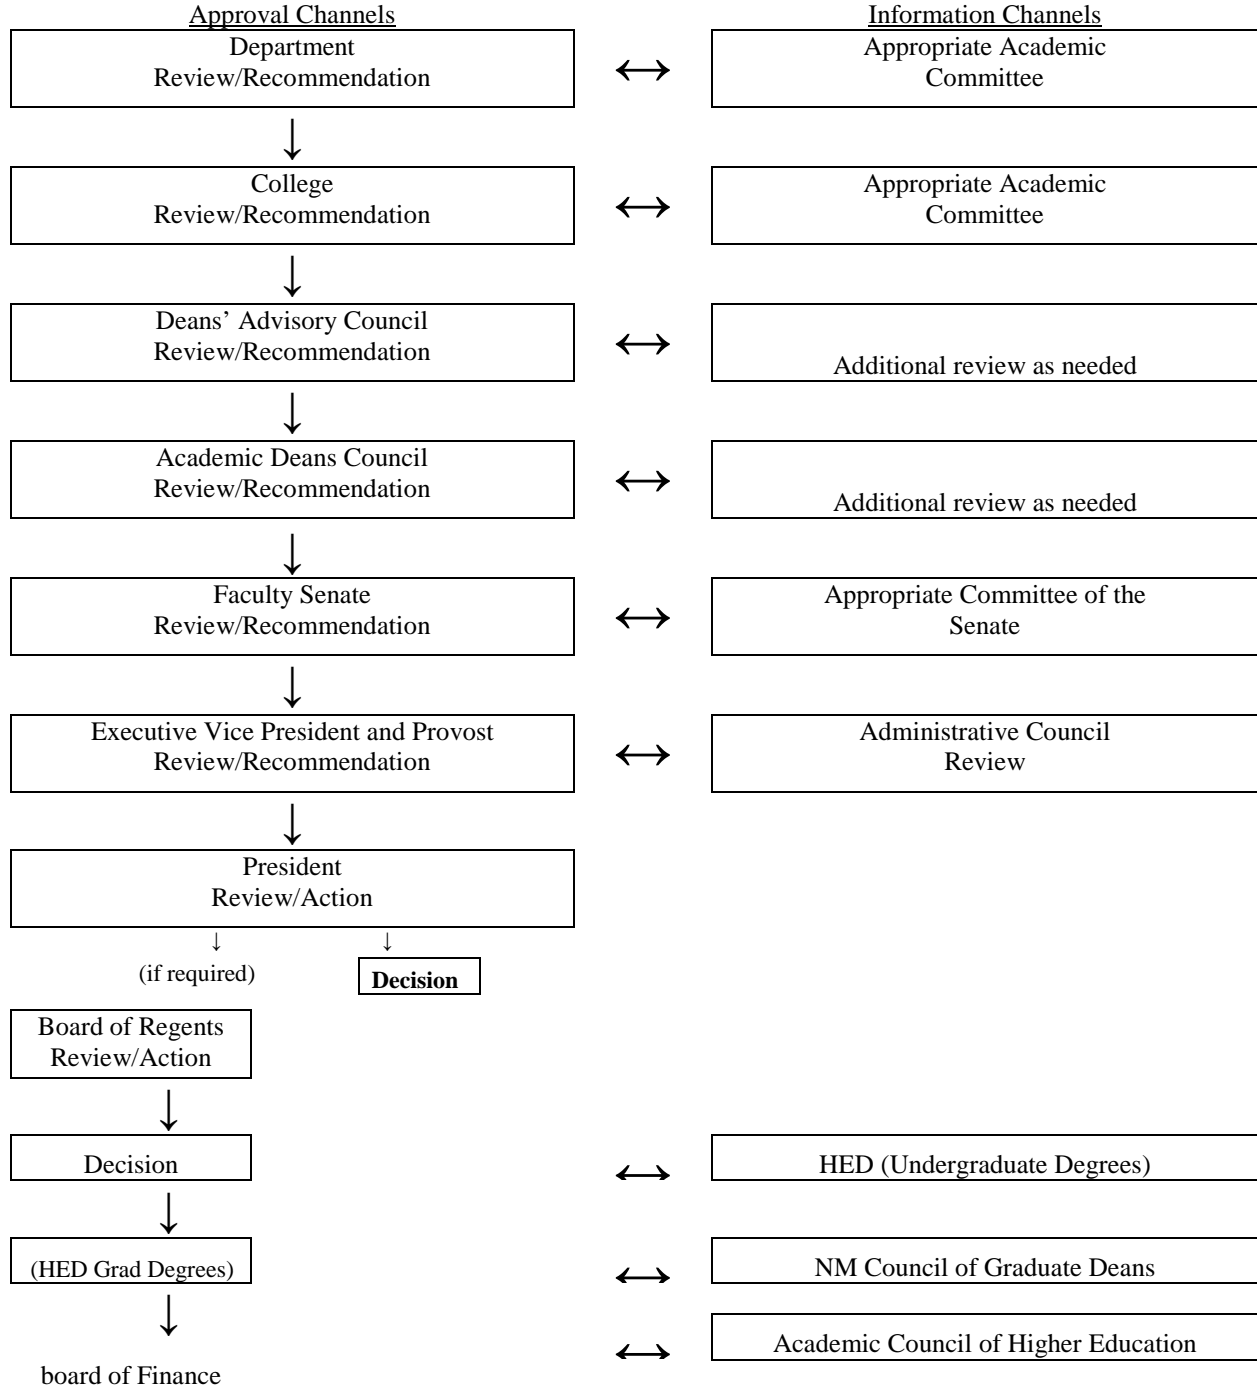 Approval Channels
Information Channels
Department
Review/Recommendation
↔
Appropriate Academic
Committee
↓
College
Review/Recommendation
↔
Appropriate Academic
Committee
↓
Deans’ Advisory Council
Review/Recommendation
↔
Additional review as needed
↓
Academic Deans Council
Review/Recommendation
↔
Additional review as needed
↓
Faculty Senate
Review/Recommendation
↔
Appropriate Committee of the
Senate
↓
Executive Vice President and Provost
Review/Recommendation
↔
Administrative Council
Review
↓
President
Review/Action
↓ ↓
(if required)
Decision
Board of Regents
Review/Action
↓
Decision
↔
HED (Undergraduate Degrees)
↓
(HED Grad Degrees)
↔
NM Council of Graduate Deans
↓
↔
Academic Council of Higher Education
board of Finance